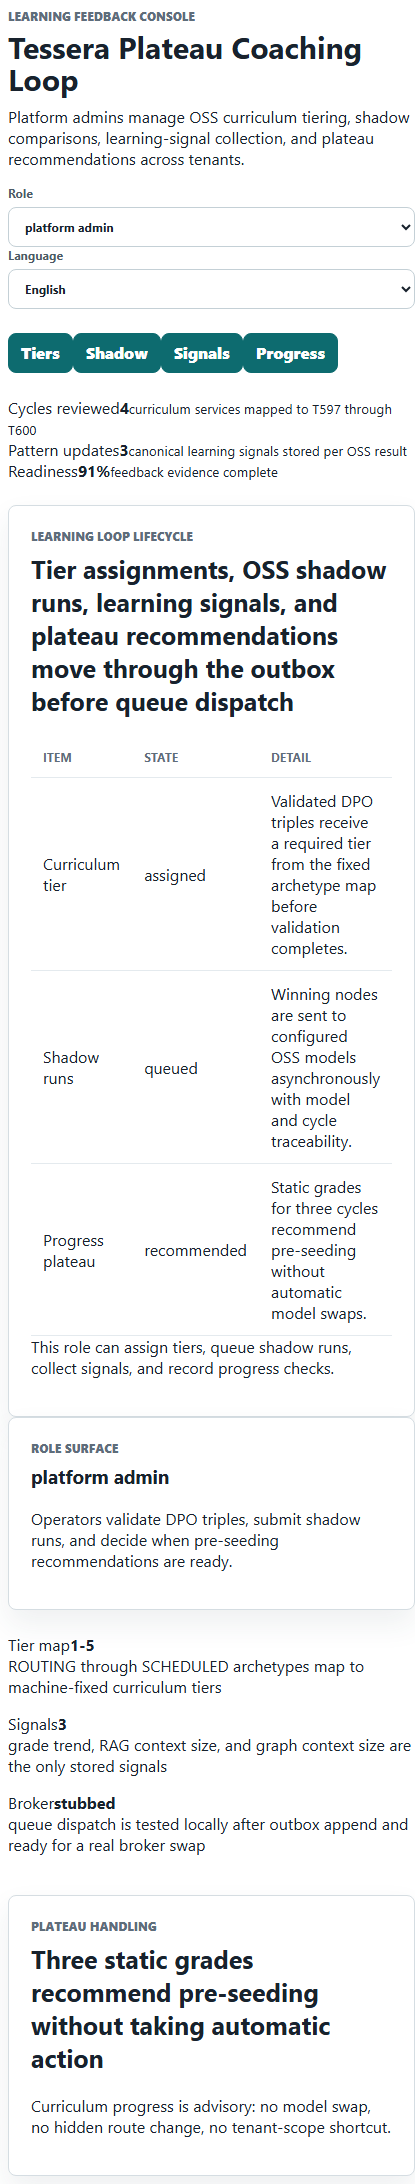 LEARNING FEEDBACK CONSOLE
Tessera Plateau Coaching
Loop
Platform admins manage OSS curriculum tiering, shadow
comparisons, learning-signal collection, and plateau
recommendations across tenants.
Role
platform admin
Language
English
Tiers Shadow Signals Progress
Cycles reviewed4curriculum services mapped to T597 through
T600
Pattern updates3canonical learning signals stored per OSS result
Readiness91%feedback evidence complete
LEARNING LOOP LIFECYCLE
Tier assignments, OSS shadow
runs, learning signals, and
plateau recommendations
move through the outbox
before queue dispatch
ITEM STATE DETAIL
Curriculum
tier
assigned
Validated DPO
triples receive
a required tier
from the fixed
archetype map
before
validation
completes.
Shadow
runs
queued
Winning nodes
are sent to
configured
OSS models
asynchronously
with model
and cycle
traceability.
Progress
plateau
recommended
Static grades
for three cycles
recommend
pre-seeding
without
automatic
model swaps.
This role can assign tiers, queue shadow runs,
collect signals, and record progress checks.
ROLE SURFACE
platform admin
Operators validate DPO triples, submit shadow
runs, and decide when pre-seeding
recommendations are ready.
Tier map1-5
ROUTING through SCHEDULED archetypes map to
machine-fixed curriculum tiers
Signals3
grade trend, RAG context size, and graph context size are
the only stored signals
Brokerstubbed
queue dispatch is tested locally after outbox append and
ready for a real broker swap
PLATEAU HANDLING
Three static grades
recommend pre-seeding
without taking automatic
action
Curriculum progress is advisory: no model swap,
no hidden route change, no tenant-scope shortcut.